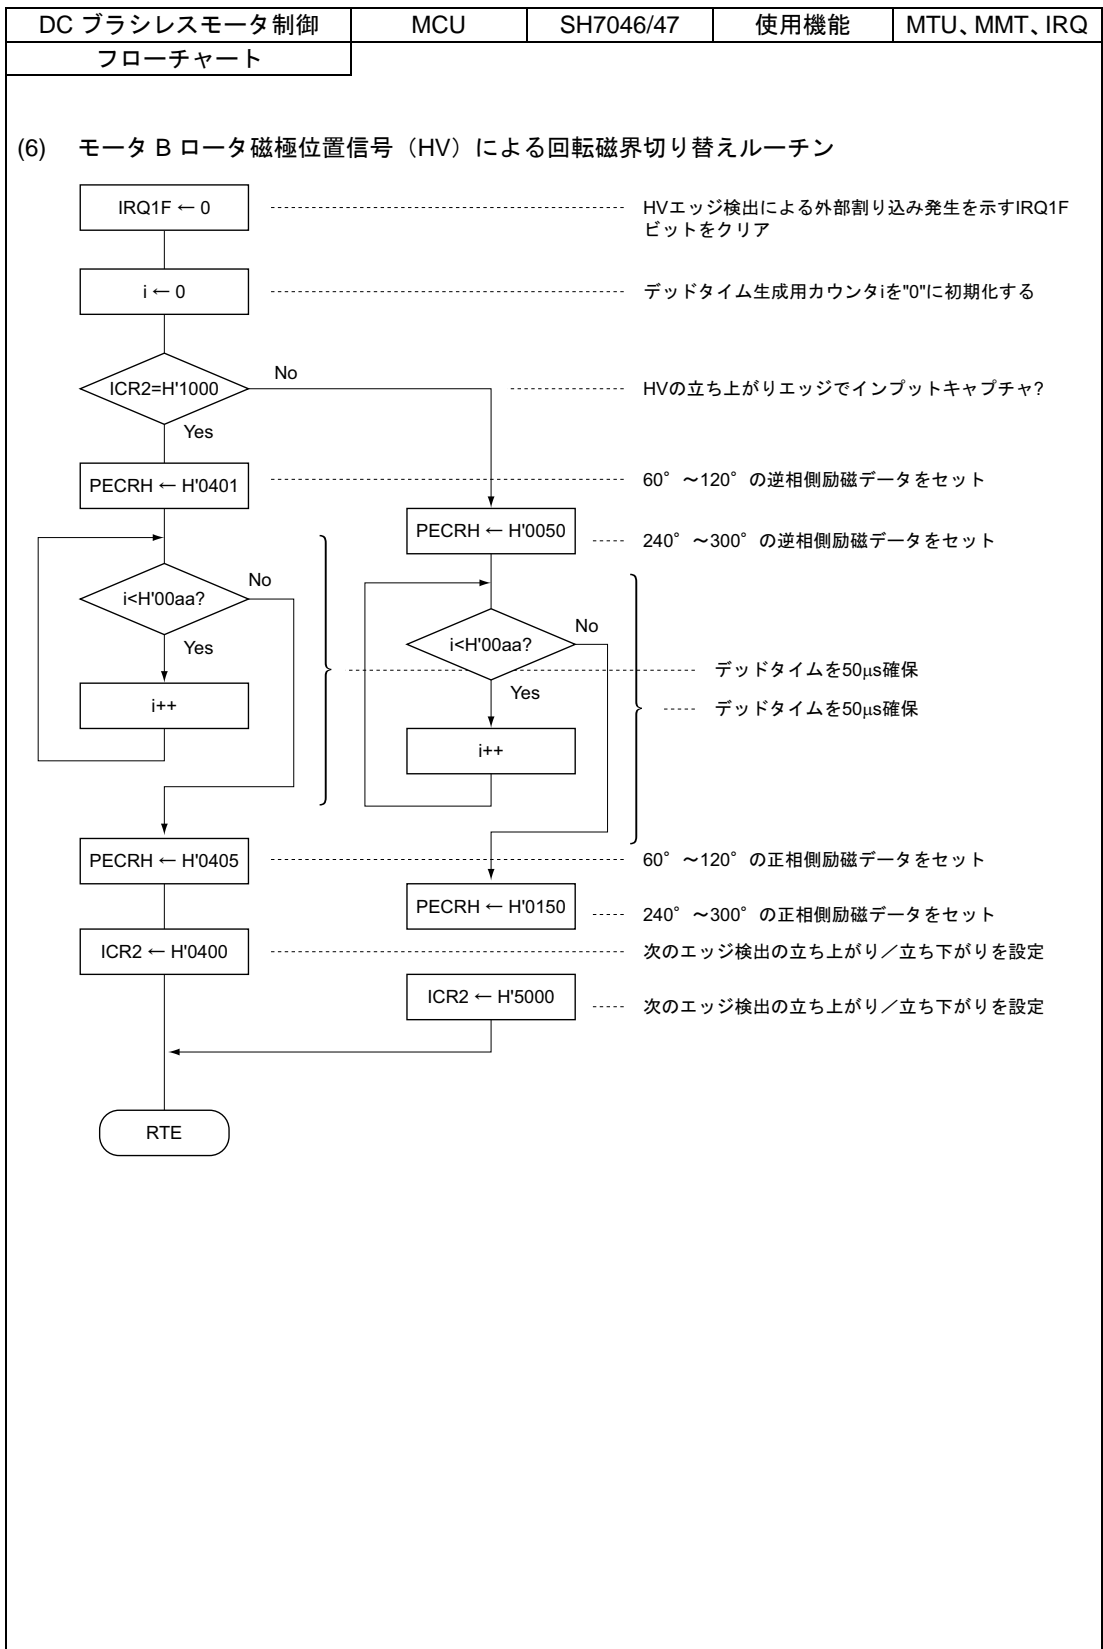 DC ブラシレスモータ制御 MCU SH7046/47 使用機能 MTU、MMT、IRQ
フローチャート
(6) モータ B ロータ磁極位置信号（HV）による回転磁界切り替えルーチン
IRQ1F ← 0
HVエッジ検出による外部割り込み発生を示すIRQ1F
ビットをクリア
i ← 0
デッドタイム生成用カウンタiを"0"に初期化する
ICR2=H'1000
No
HVの立ち上がりエッジでインプットキャプチャ?
Yes
PECRH ← H'0401
60°～120°の逆相側励磁データをセット
PECRH ← H'0050
240°～300°の逆相側励磁データをセット
i<H'00aa?
No
Yes
i++
i<H'00aa?
No
Yes
i++
デッドタイムを50μs確保
デッドタイムを50μs確保
PECRH ← H'0405
60°～120°の正相側励磁データをセット
PECRH ← H'0150
240°～300°の正相側励磁データをセット
ICR2 ← H'0400
次のエッジ検出の立ち上がり／立ち下がりを設定
ICR2 ← H'5000
次のエッジ検出の立ち上がり／立ち下がりを設定
RTE